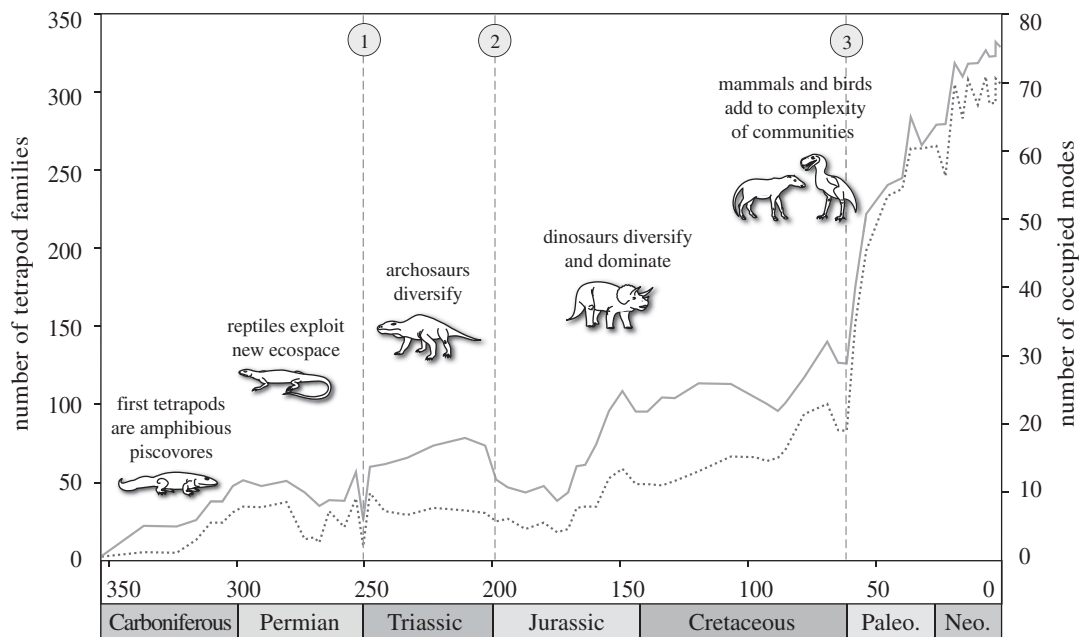 350
300
250
200
150
100
50
0
number of tetrapod families
80
70
60
50
40
30
20
10
0
number of occupied modes
1
2
3
mammals and birds
add to complexity
of communities
dinosaurs diversify
and dominate
archosaurs
diversify
reptiles exploit
new ecospace
first tetrapods
are amphibious
piscovores
350 300 250 200 150 100 50 0
Carboniferous Permian Triassic Jurassic Cretaceous Paleo. Neo.